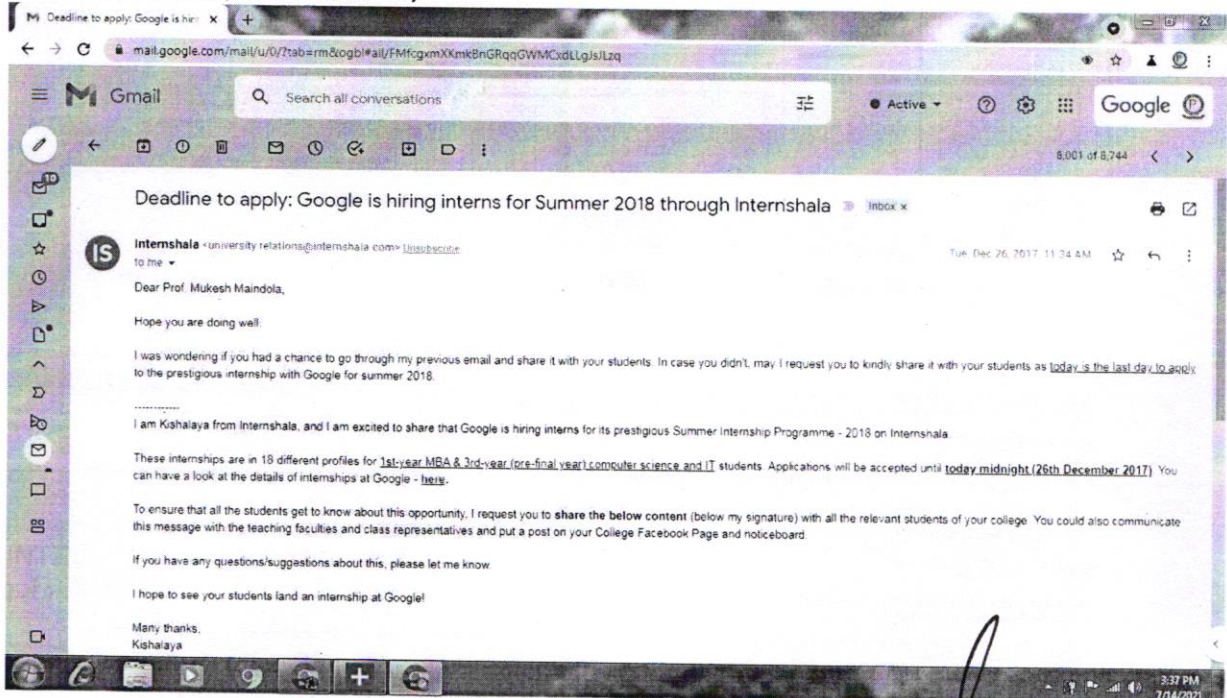 Deadline to apply: Google is hir
mail.google.com/mail/u/0/?tab=rm&ogbl#all/FMfcgxmXKmkBnGRqqGWMCxdLLgJsJLzq
Gmail
Search all conversations
Active
Google
8,001 of 8,744
Deadline to apply: Google is hiring interns for Summer 2018 through Internshala
Inbox x
IS
Internshala <university.relations@internshala.com> Unsubscribe
Tue, Dec 26, 2017, 11:34 AM
to me
Dear Prof. Mukesh Maindola,
Hope you are doing well.
I was wondering if you had a chance to go through my previous email and share it with your students. In case you didn't, may I request you to kindly share it with your students as today is the last day to apply
to the prestigious internship with Google for summer 2018.
------------
I am Kishalaya from Internshala, and I am excited to share that Google is hiring interns for its prestigious Summer Internship Programme - 2018 on Internshala
These internships are in 18 different profiles for 1st-year MBA & 3rd-year (pre-final year) computer science and IT students. Applications will be accepted until today midnight (26th December 2017). You
can have a look at the details of internships at Google - here.
To ensure that all the students get to know about this opportunity, I request you to share the below content (below my signature) with all the relevant students of your college. You could also communicate
this message with the teaching faculties and class representatives and put a post on your College Facebook Page and noticeboard.
If you have any questions/suggestions about this, please let me know.
I hope to see your students land an internship at Google!
Many thanks,
Kishalaya
3:37 PM
7/14/2021